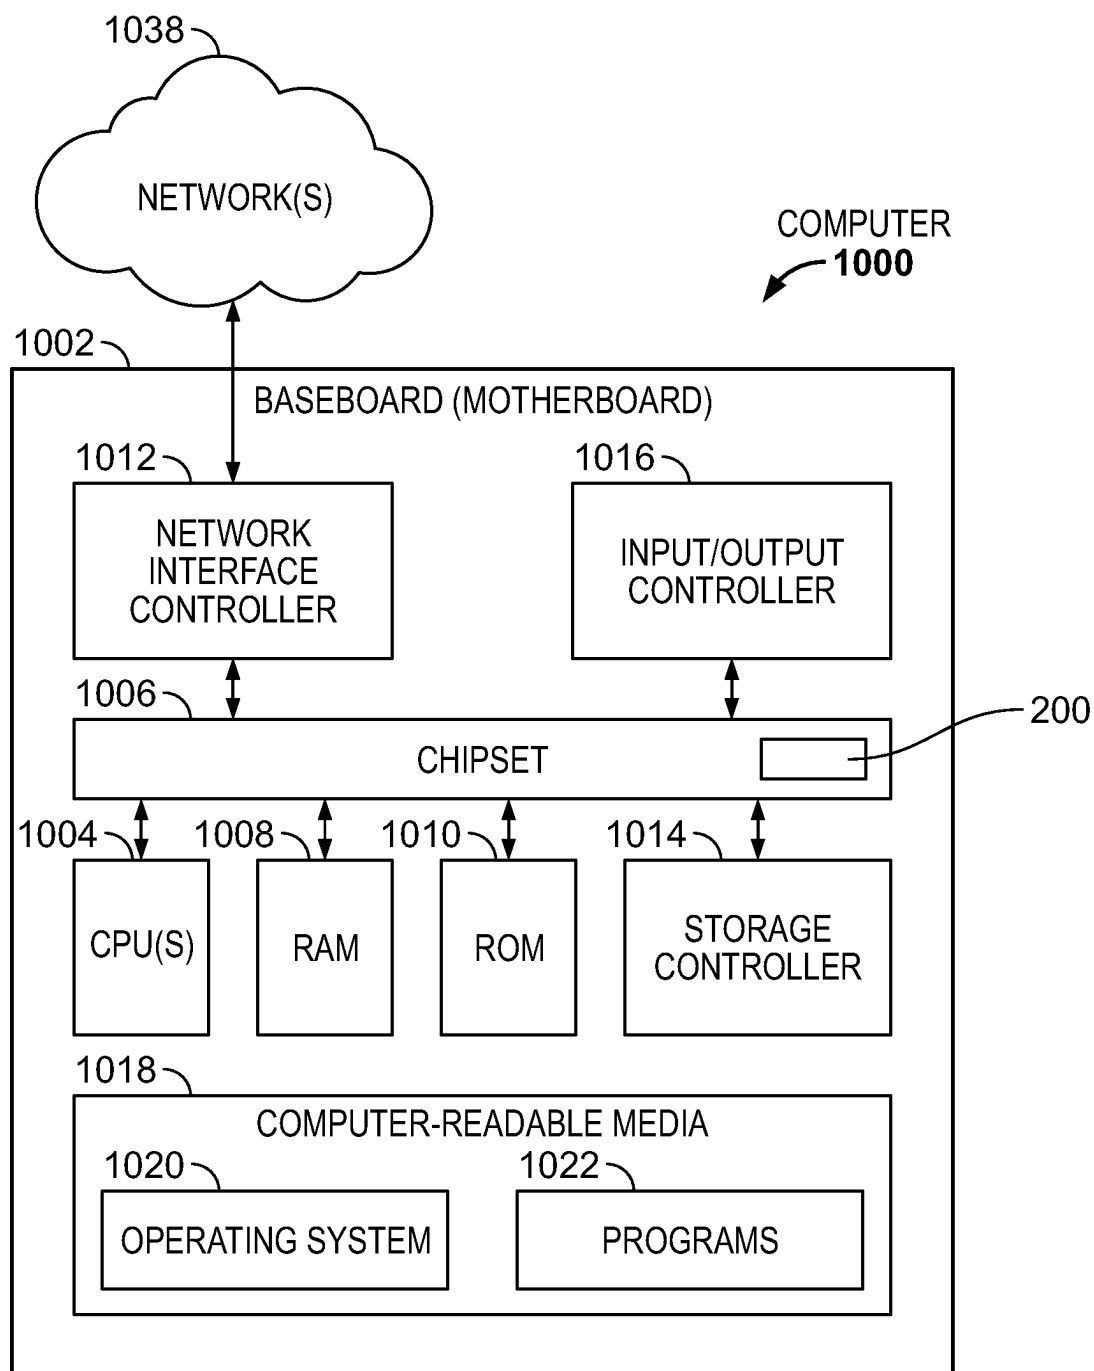 1038
NETWORK(S)
COMPUTER
1000
1002
BASEBOARD (MOTHERBOARD)
1012
1016
NETWORK
INTERFACE
CONTROLLER
INPUT/OUTPUT
CONTROLLER
1006
200
CHIPSET
1004
1008
1010
1014
CPU(S)
RAM
ROM
STORAGE
CONTROLLER
1018
COMPUTER-READABLE MEDIA
1020
1022
OPERATING SYSTEM
PROGRAMS